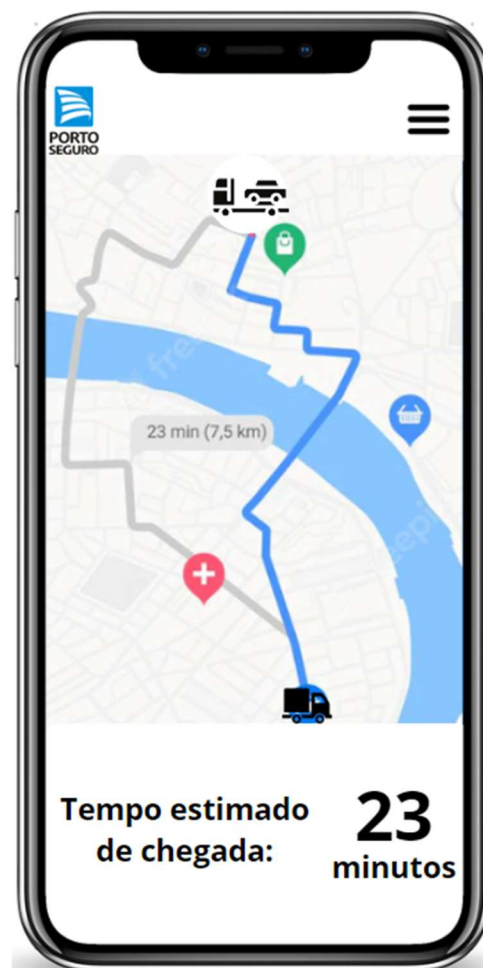 PORTO
SEGURO
23 min (7,5 km)
Tempo estimado
de chegada:
23
minutos